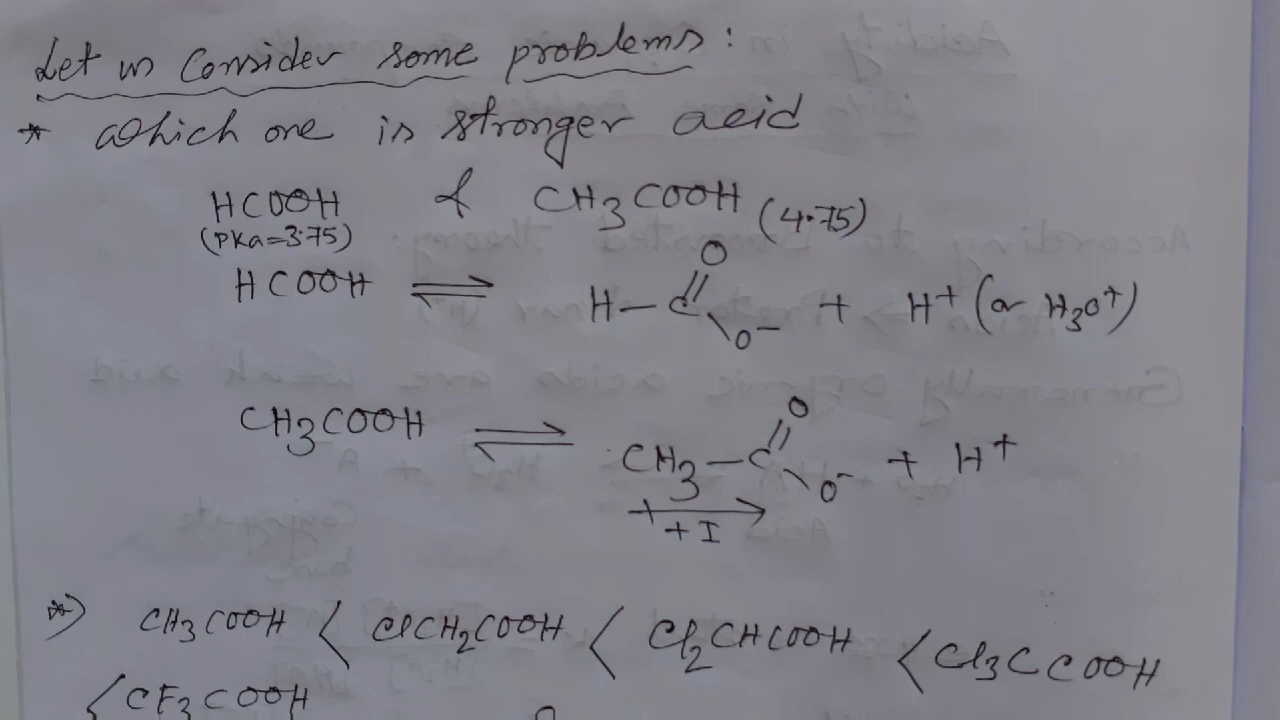 Let us Consider some problems :
* which one is stronger acid
HCOOH & CH3COOH (4.75)
(PKa=3.75)
HCOOH ⇌ H-C(=O)O- + H+ (or H3O+)
CH3COOH ⇌ CH3-C(=O)O- + H+
+I
*) CH3COOH < ClCH2COOH < Cl2CHCOOH < Cl3CCOOH
< CF3COOH